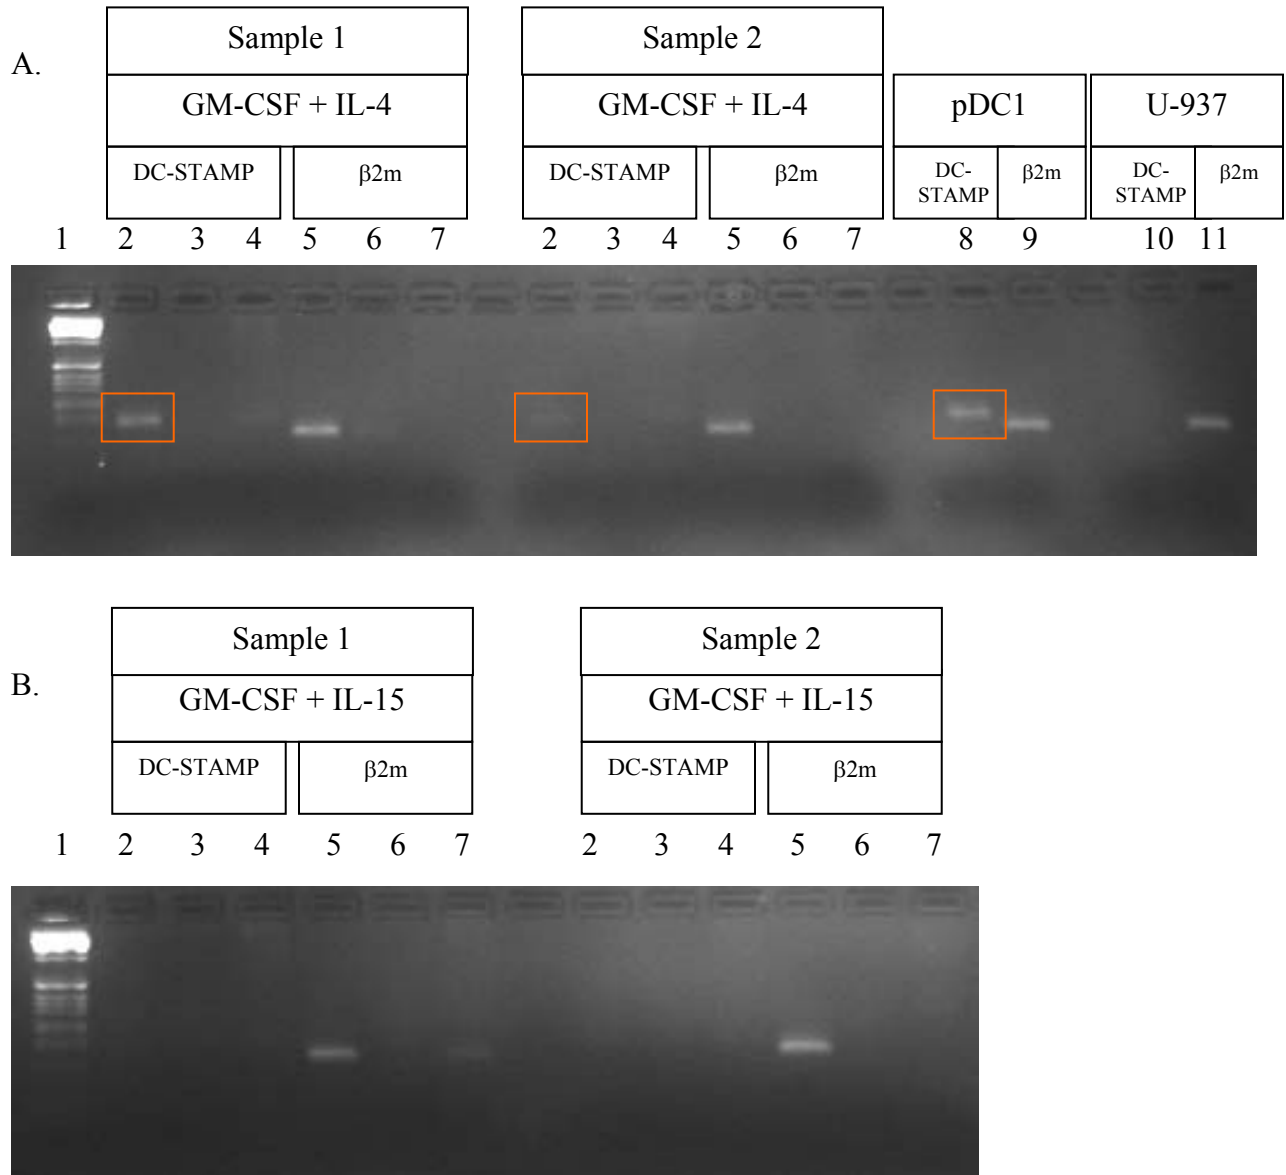 A.
Sample 1
Sample 2
GM-CSF + IL-4
GM-CSF + IL-4
pDC1
U-937
DC-STAMP
β2m
DC-STAMP
β2m
DC-
STAMP
β2m
DC-
STAMP
β2m
1 2 3 4 5 6 7 2 3 4 5 6 7 8 9 10 11
B.
Sample 1
Sample 2
GM-CSF + IL-15
GM-CSF + IL-15
DC-STAMP
β2m
DC-STAMP
β2m
1 2 3 4 5 6 7 2 3 4 5 6 7